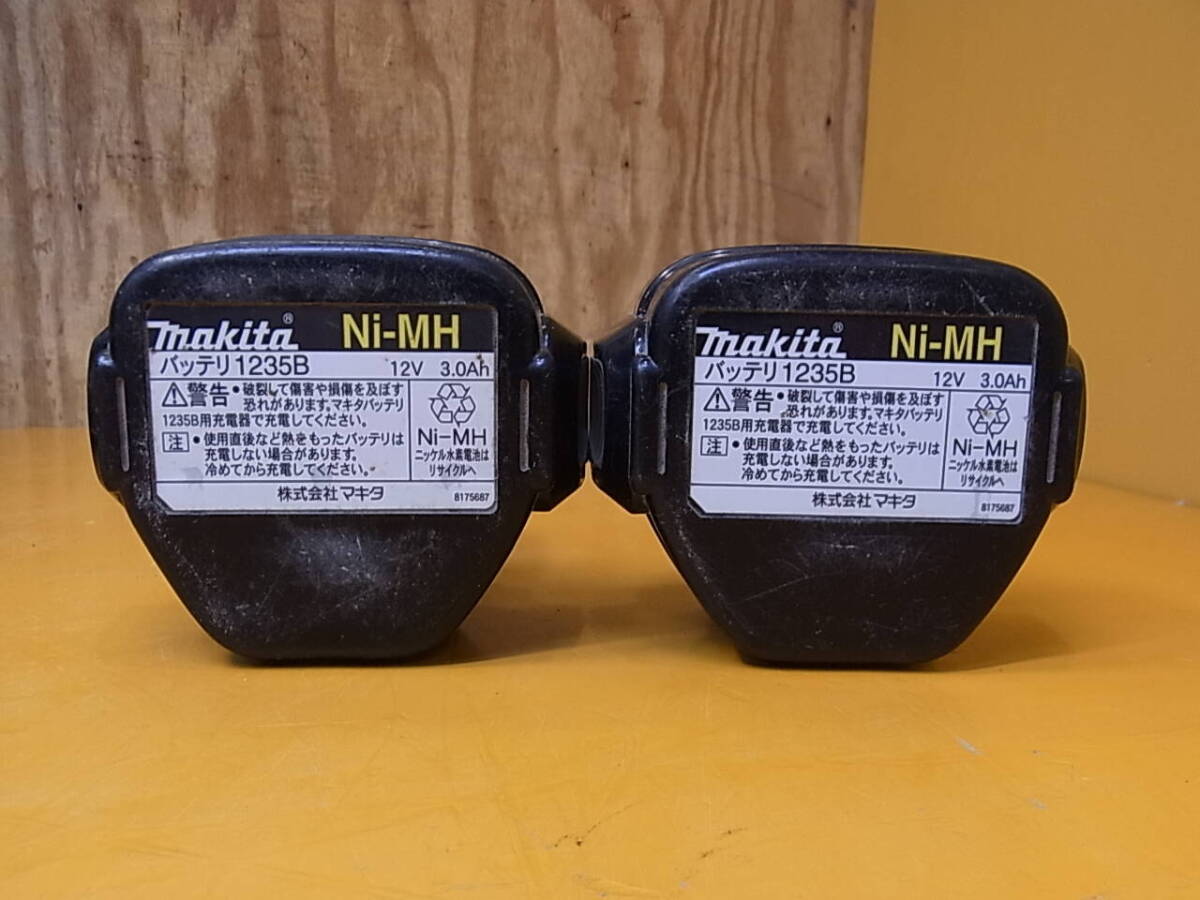 makita® Ni-MH
バッテリ1235B 12V 3.0Ah
警告 ●破裂して傷害や損傷を及ぼす
恐れがあります。マキタバッテリ
1235B用充電器で充電してください。
注 ●使用直後など熱をもったバッテリは
充電しない場合があります。
冷めてから充電してください。
Ni-MH
ニッケル水素電池は
リサイクルへ
株式会社マキタ 8175687
makita® Ni-MH
バッテリ1235B 12V 3.0Ah
警告 ●破裂して傷害や損傷を及ぼす
恐れがあります。マキタバッテリ
1235B用充電器で充電してください。
注 ●使用直後など熱をもったバッテリは
充電しない場合があります。
冷めてから充電してください。
Ni-MH
ニッケル水素電池は
リサイクルへ
株式会社マキタ 8175687